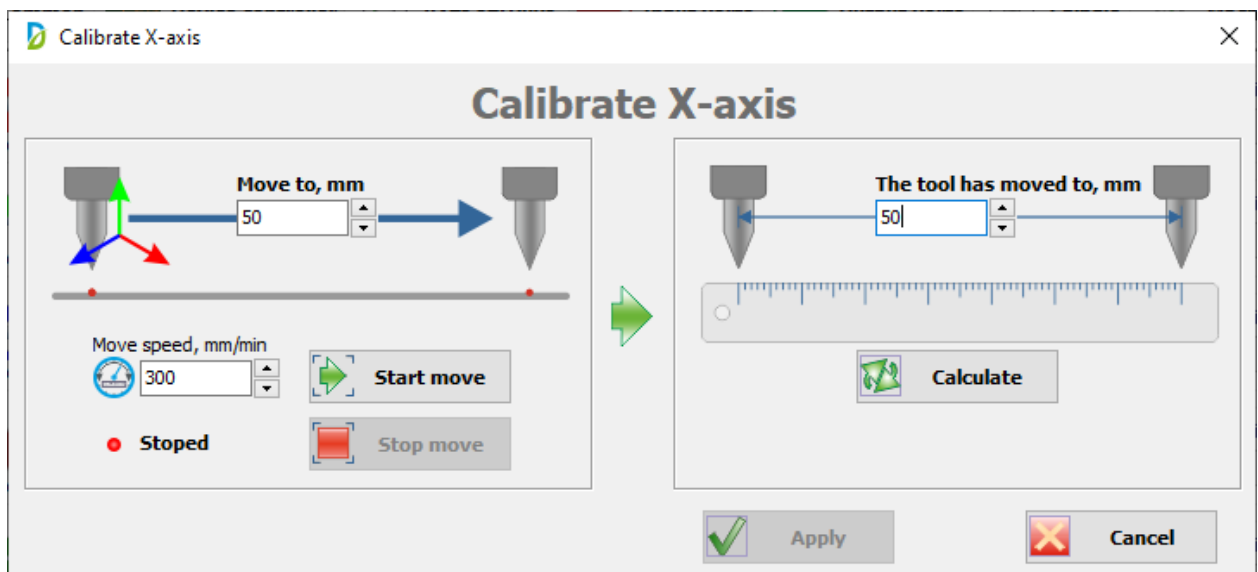 Calibrate X-axis
Calibrate X-axis
Move to, mm
50
Move speed, mm/min
300
Start move
Stoped
Stop move
The tool has moved to, mm
50
Calculate
Apply
Cancel